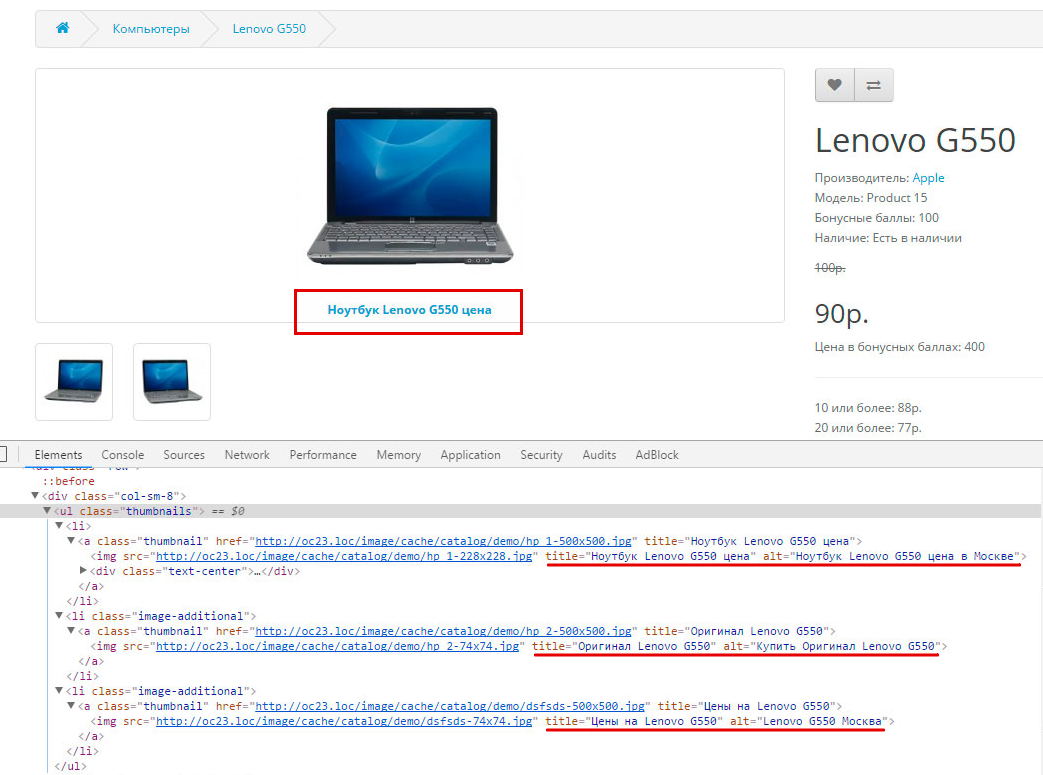 Компьютеры Lenovo G550
Lenovo G550
Производитель: Apple
Модель: Product 15
Бонусные баллы: 100
Наличие: Есть в наличии
100р.
90р.
Цена в бонусных баллах: 400
10 или более: 88р.
20 или более: 77р.
Ноутбук Lenovo G550 цена
Elements Console Sources Network Performance Memory Application Security Audits AdBlock
::before
▼<div class="col-sm-8">
▼<ul class="thumbnails"> == $0
▼<li>
▼<a class="thumbnail" href="http://oc23.loc/image/cache/catalog/demo/hp_1-500x500.jpg" title="Ноутбук Lenovo G550 цена">
<img src="http://oc23.loc/image/cache/catalog/demo/hp_1-228x228.jpg" title="Ноутбук Lenovo G550 цена" alt="Ноутбук Lenovo G550 цена в Москве">
▶<div class="text-center">…</div>
</a>
</li>
▼<li class="image-additional">
▼<a class="thumbnail" href="http://oc23.loc/image/cache/catalog/demo/hp_2-500x500.jpg" title="Оригинал Lenovo G550">
<img src="http://oc23.loc/image/cache/catalog/demo/hp_2-74x74.jpg" title="Оригинал Lenovo G550" alt="Купить Оригинал Lenovo G550">
</a>
</li>
▼<li class="image-additional">
▼<a class="thumbnail" href="http://oc23.loc/image/cache/catalog/demo/dsfsds-500x500.jpg" title="Цены на Lenovo G550">
<img src="http://oc23.loc/image/cache/catalog/demo/dsfsds-74x74.jpg" title="Цены на Lenovo G550" alt="Lenovo G550 Москва">
</a>
</li>
</ul>